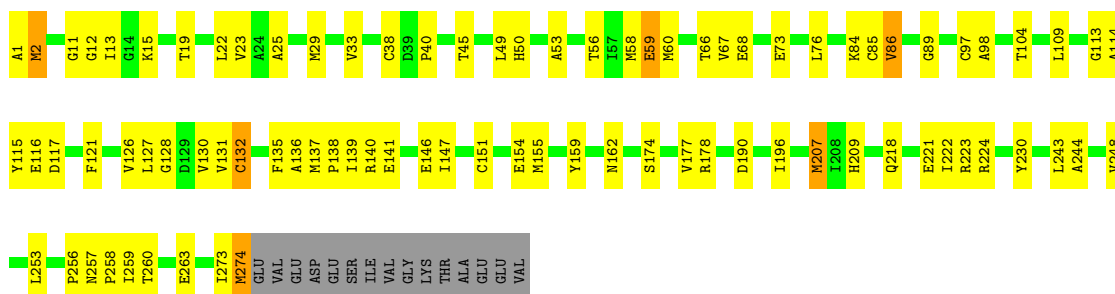 A1 M2 G11 G12 I13 G14 K15 T19 L22 V23 A24 A25 M29 V33 C38 D39 P40 T45 L49 H50 A53 T56 I57 M58 E59 M60 T66 V67 E68 E73 L76 K84 C85 V86 G89 C97 A98 T104 L109 G113 A114
Y115 E116 D117 F121 V126 L127 G128 D129 V130 V131 C132 F135 A136 M137 P138 I139 R140 E141 E146 I147 C151 E154 M155 Y159 N162 S174 V177 R178 D190 I196 M207 I208 H209 Q218 E221 I222 R223 R224 Y230 L243 A244
L253 P256 N257 P258 I259 T260 E263 I273 M274 GLU VAL GLU ASP GLU SER ILE VAL GLY LYS THR ALA GLU GLU VAL